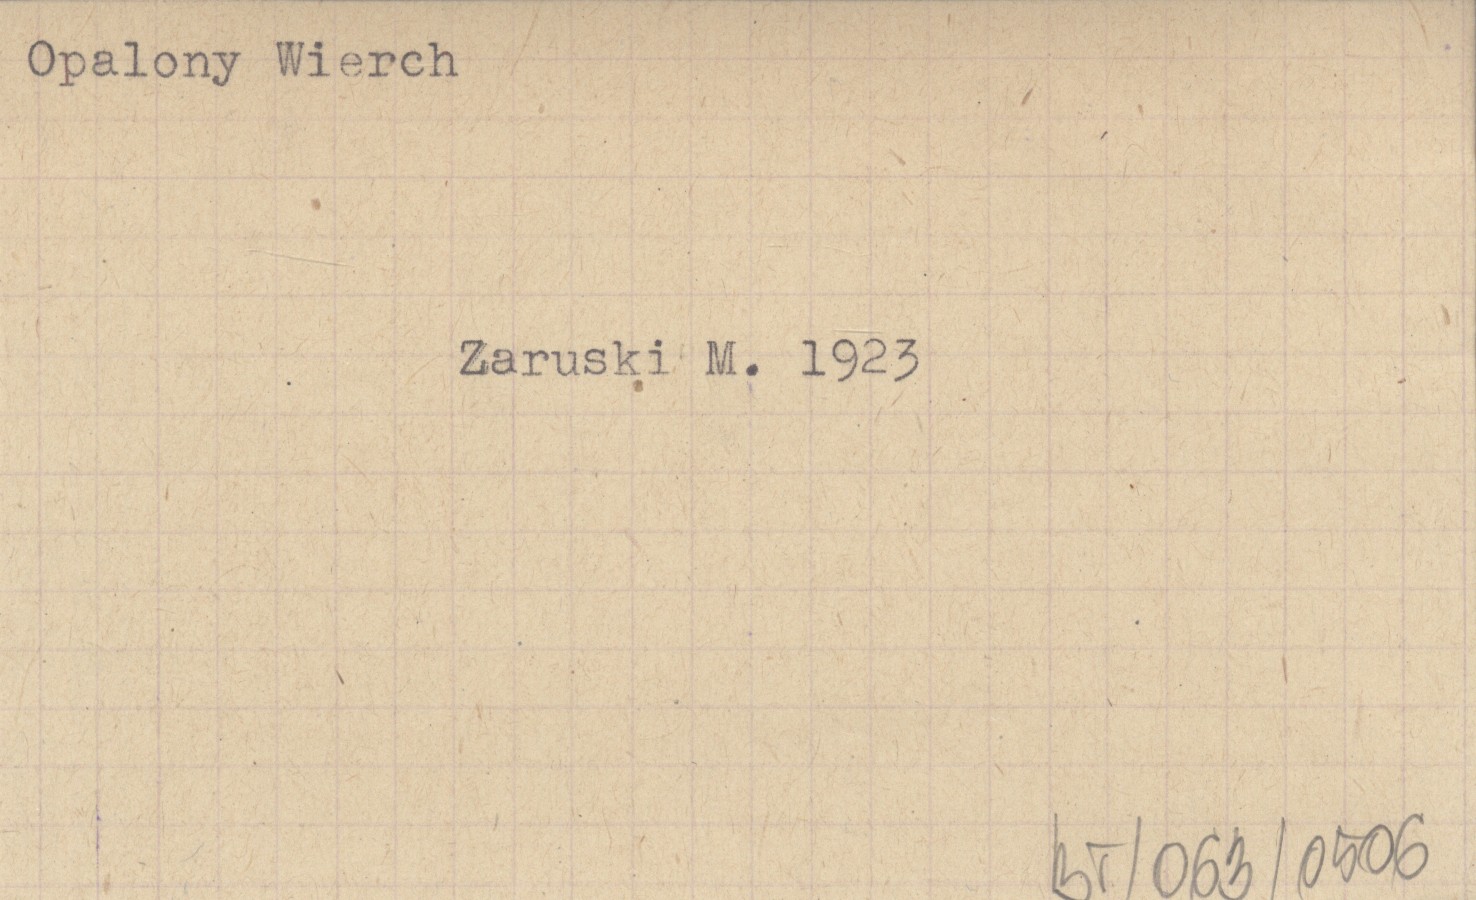 Opalony Wierch
Zaruski M. 1923
BT/063/0506